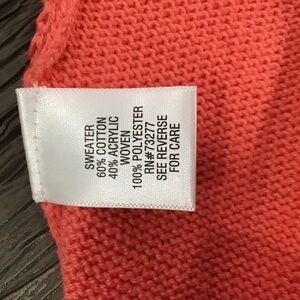 SWEATER
60% COTTON
40% ACRYLIC
WOVEN
100% POLYESTER
RN#73277
SEE REVERSE
FOR CARE